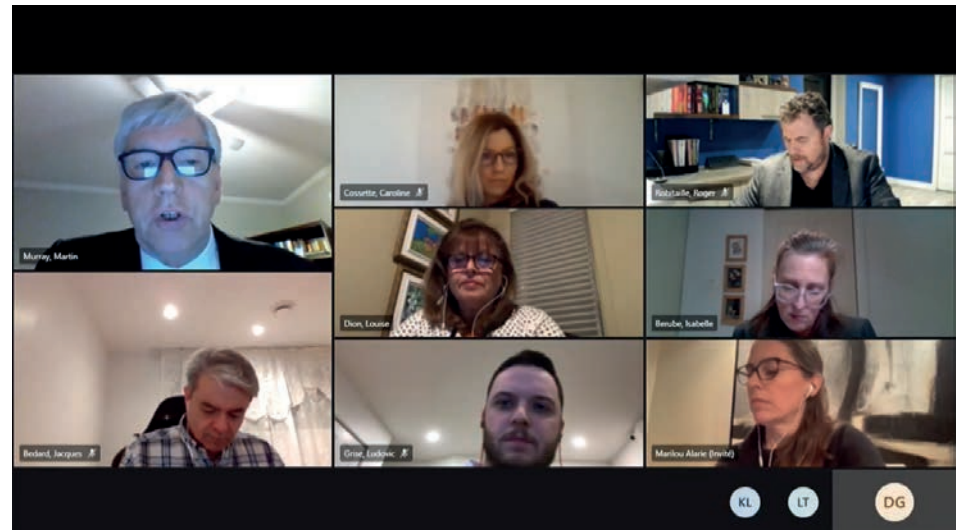 Murray, Martin
Cossette, Caroline
Robitaille, Roger
Dion, Louise
Berube, Isabelle
Bedard, Jacques
Grisé, Ludovic
Marilou Alarie (Invité)
KL
LT
DG